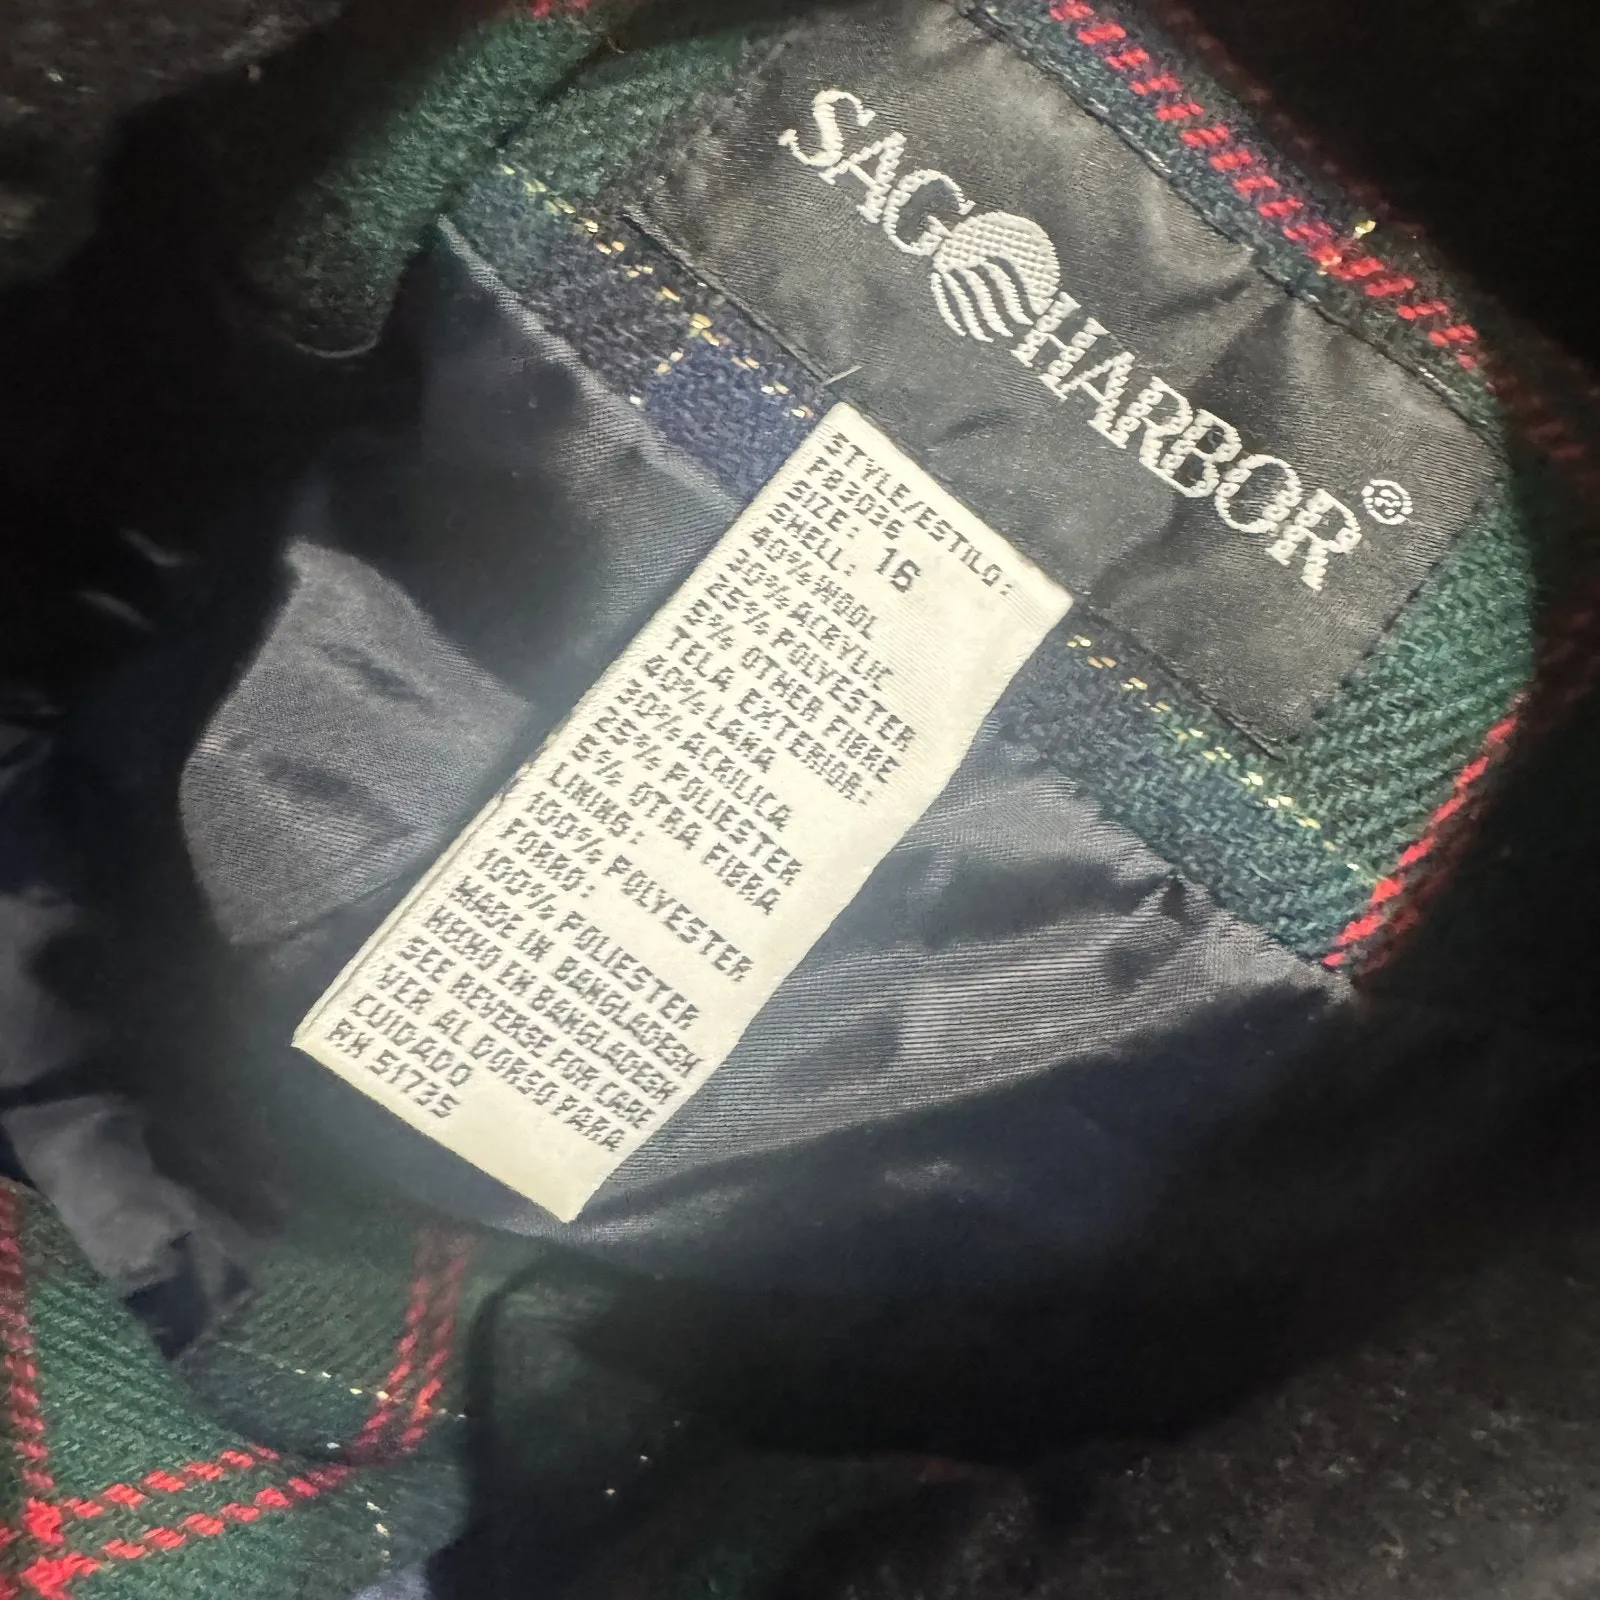 SAG HARBOR®
STYLE/ESTILO:
F83035
SIZE: 16
SHELL:
40% WOOL
30% ACRYLIC
25% POLYESTER
5% OTHER FIBRE
TELA EXTERIOR:
40% LANA
30% ACRILICA
25% POLIESTER
5% OTRA FIBRA
LINING:
100% POLYESTER
FORRO:
100% POLIESTER
MADE IN BANGLADESH
HECHO EN BANGLADESH
SEE REVERSE FOR CARE
VER AL DORSO PARA
CUIDADO
RN 51735